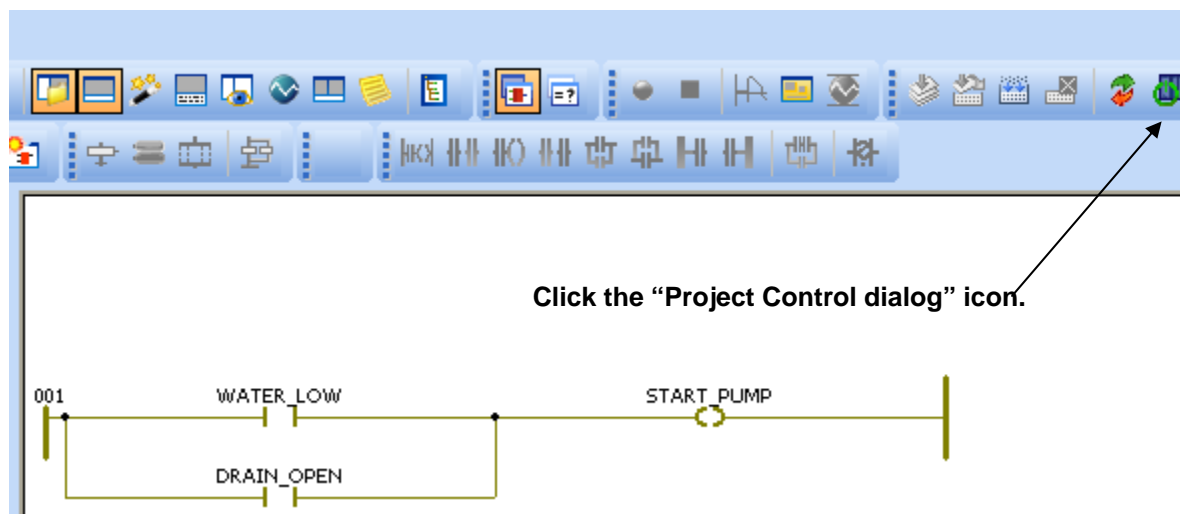 Click the “Project Control dialog” icon.
001 WATER_LOW START_PUMP
DRAIN_OPEN